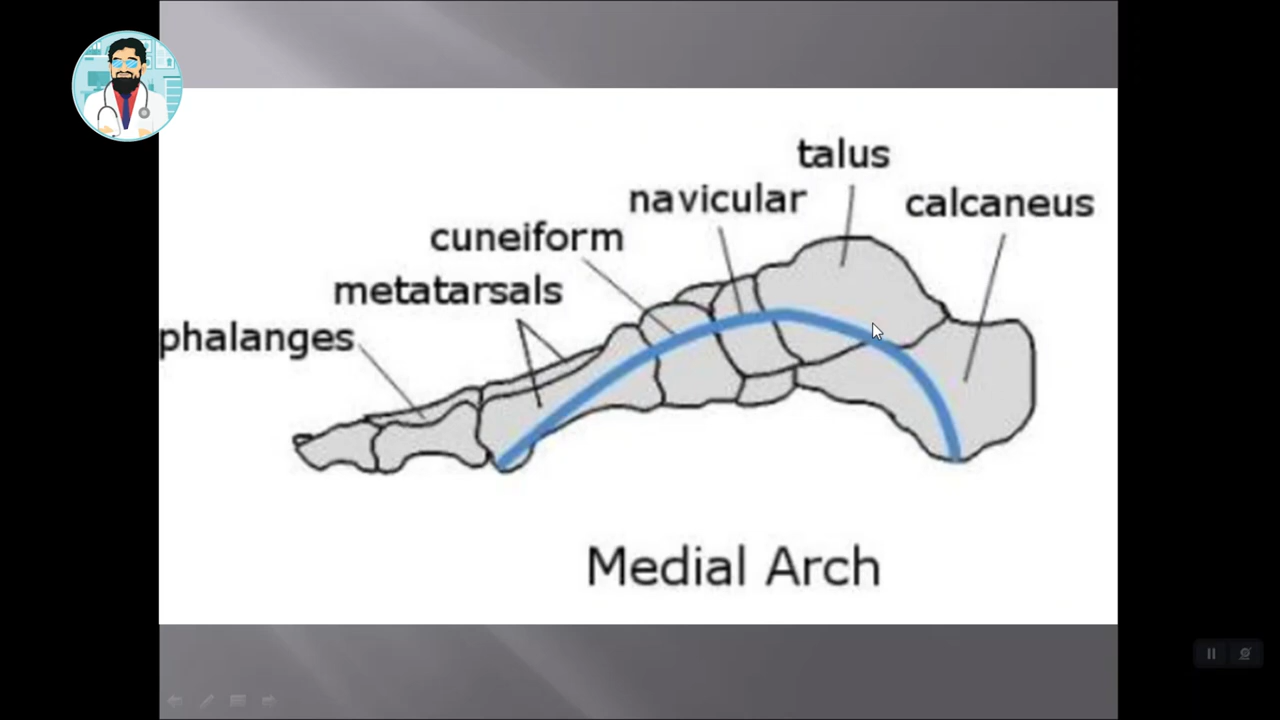 talus
navicular
calcaneus
cuneiform
metatarsals
phalanges
Medial Arch